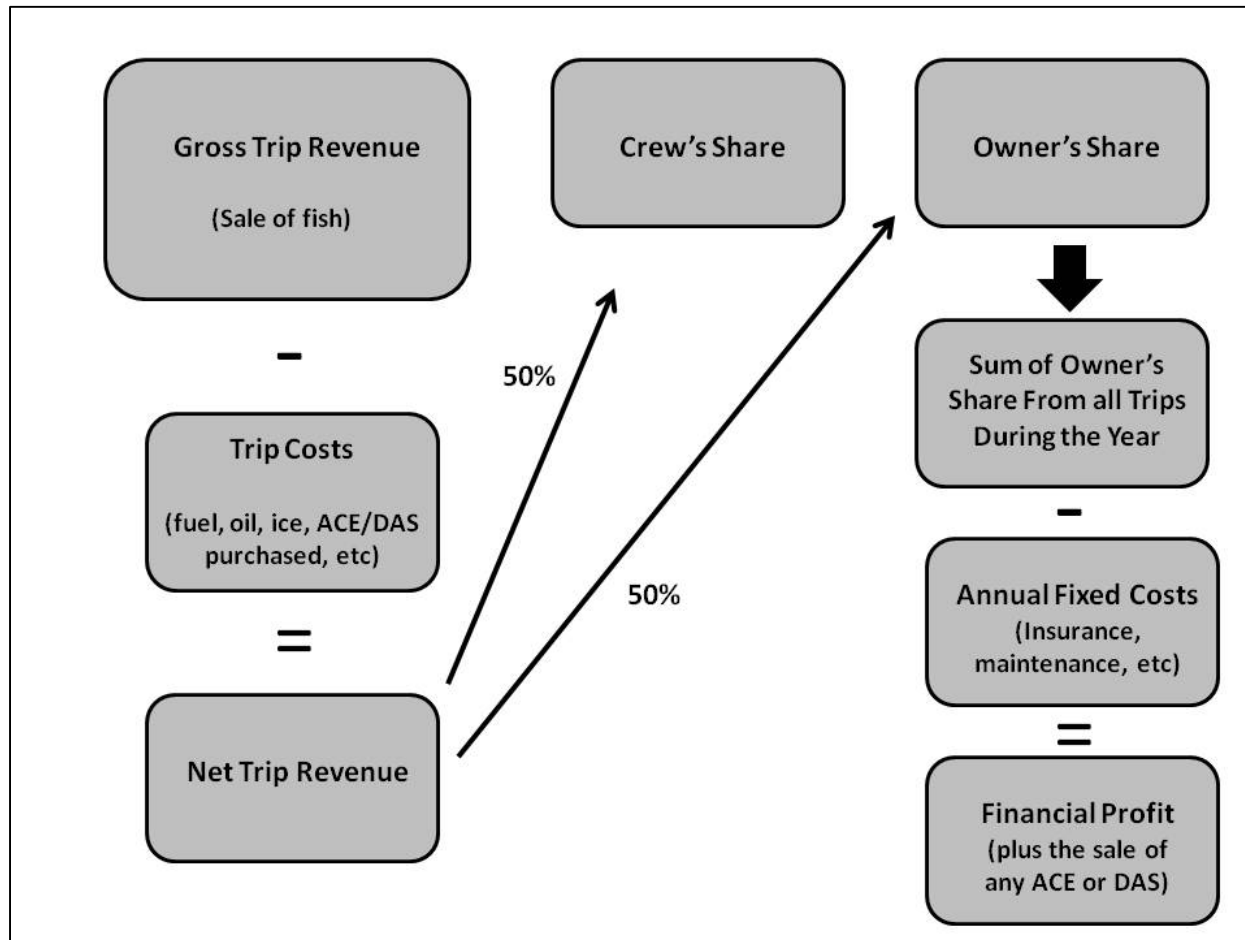 Gross Trip Revenue
(Sale of fish)
-
Trip Costs
(fuel, oil, ice, ACE/DAS
purchased, etc)
=
Net Trip Revenue
50%
50%
Crew's Share
Owner's Share
Sum of Owner's
Share From all Trips
During the Year
-
Annual Fixed Costs
(Insurance,
maintenance, etc)
=
Financial Profit
(plus the sale of
any ACE or DAS)